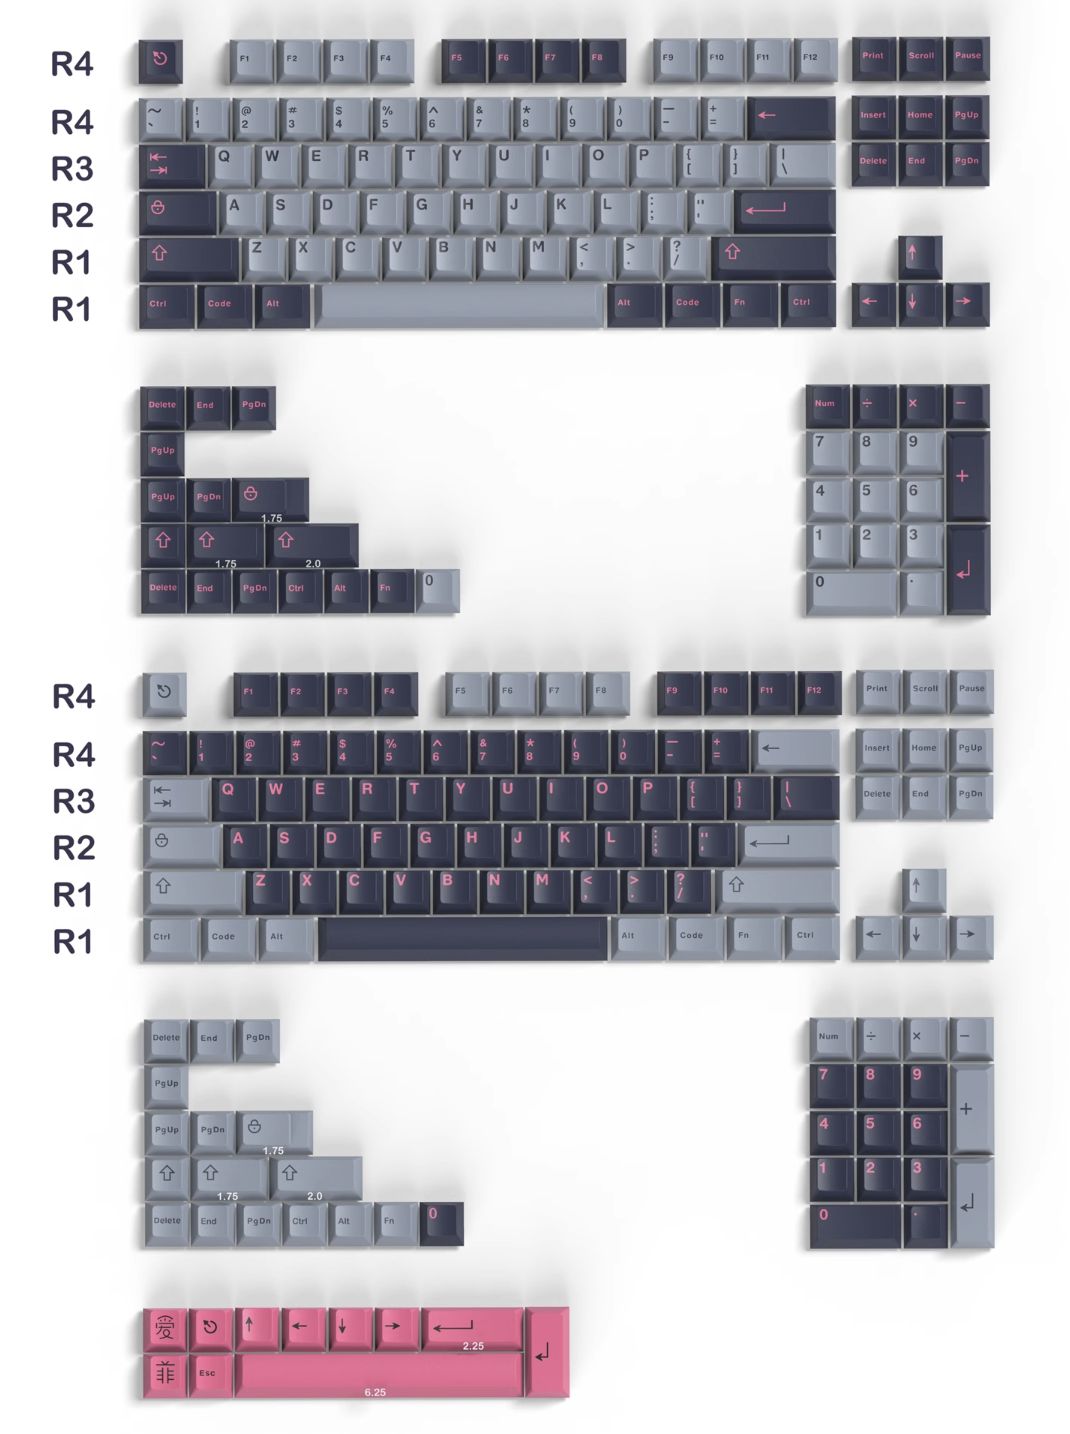 R4 F1 F2 F3 F4 F5 F6 F7 F8 F9 F10 F11 F12 Print Scroll Pause
R4 ~ ` ! 1 @ 2 # 3 $ 4 % 5 ^ 6 & 7 * 8 ( 9 ) 0 — - + = ← Insert Home PgUp
R3 Q W E R T Y U I O P { [ } ] | \ Delete End PgDn
R2 A S D F G H J K L : ; " '
R1 ⇧ Z X C V B N M < , > . ? / ⇧ ↑
R1 Ctrl Code Alt Alt Code Fn Ctrl ← ↓ →
Delete End PgDn
PgUp
PgUp PgDn 1.75
⇧ ⇧ 1.75 ⇧ 2.0
Delete End PgDn Ctrl Alt Fn 0
Num ÷ × −
7 8 9 +
4 5 6
1 2 3
0 .
R4 F1 F2 F3 F4 F5 F6 F7 F8 F9 F10 F11 F12 Print Scroll Pause
R4 ~ ` ! 1 @ 2 # 3 $ 4 % 5 ^ 6 & 7 * 8 ( 9 ) 0 — - + = ← Insert Home PgUp
R3 Q W E R T Y U I O P { [ } ] | \ Delete End PgDn
R2 A S D F G H J K L : ; " '
R1 ⇧ Z X C V B N M < , > . ? / ⇧ ↑
R1 Ctrl Code Alt Alt Code Fn Ctrl ← ↓ →
Delete End PgDn
PgUp
PgUp PgDn 1.75
⇧ ⇧ 1.75 ⇧ 2.0
Delete End PgDn Ctrl Alt Fn 0
Num ÷ × −
7 8 9 +
4 5 6
1 2 3
0 .
↑ ← ↓ → 2.25
Esc 6.25